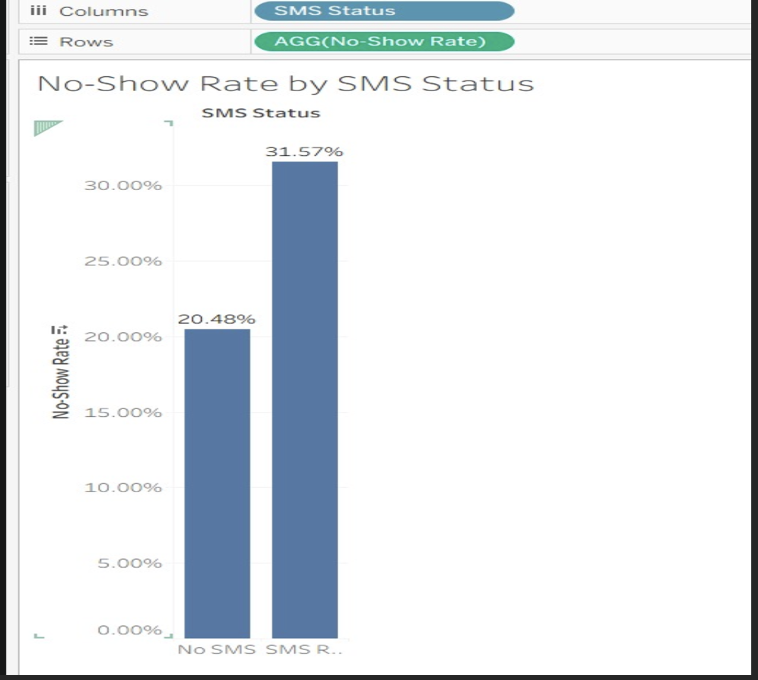 Columns SMS Status
Rows AGG(No-Show Rate)
No-Show Rate by SMS Status
SMS Status
31.57%
30.00%
25.00%
20.48%
20.00%
No-Show Rate
15.00%
10.00%
5.00%
0.00%
No SMS SMS R..